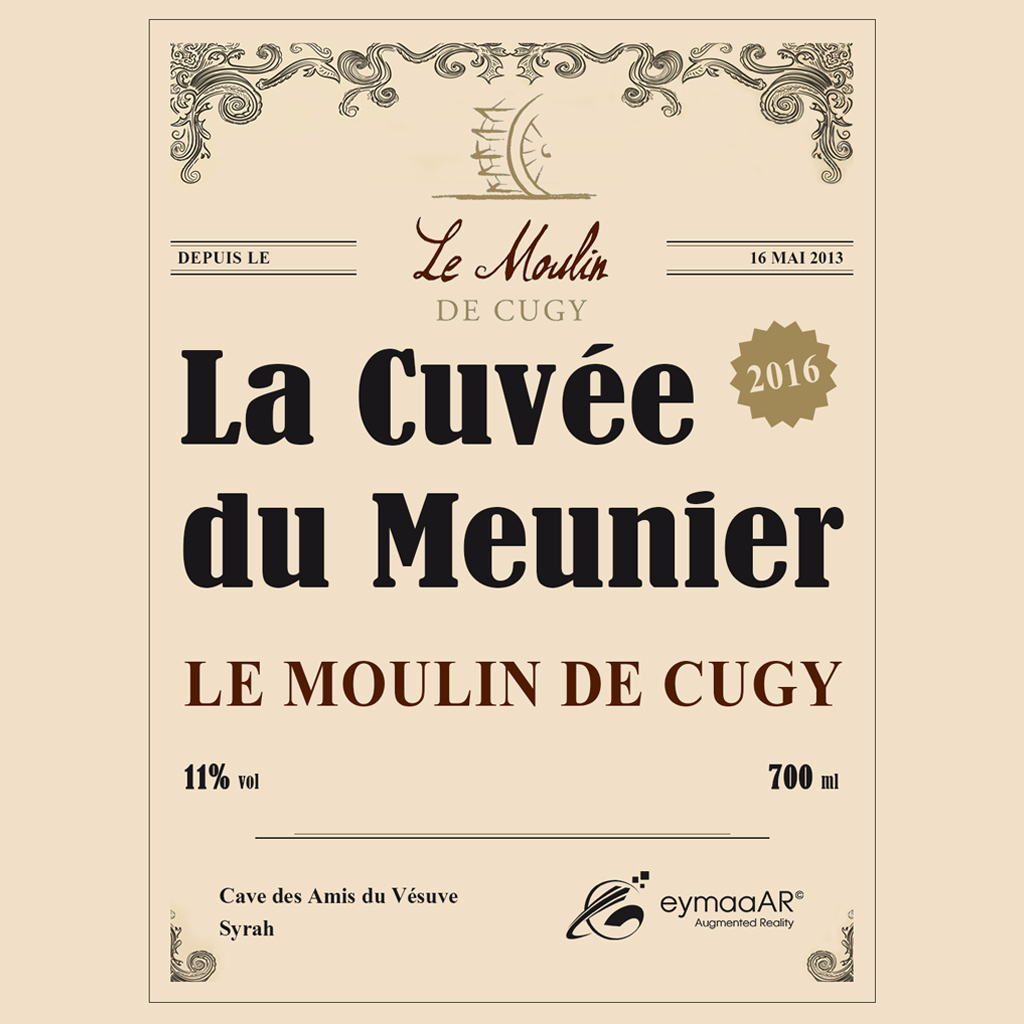 Le Moulin
DEPUIS LE
16 MAI 2013
DE CUGY
La Cuvée
2016
du Meunier
LE MOULIN DE CUGY
11% vol
700 ml
Cave des Amis du Vésuve
Syrah
eymaaAR©
Augmented Reality